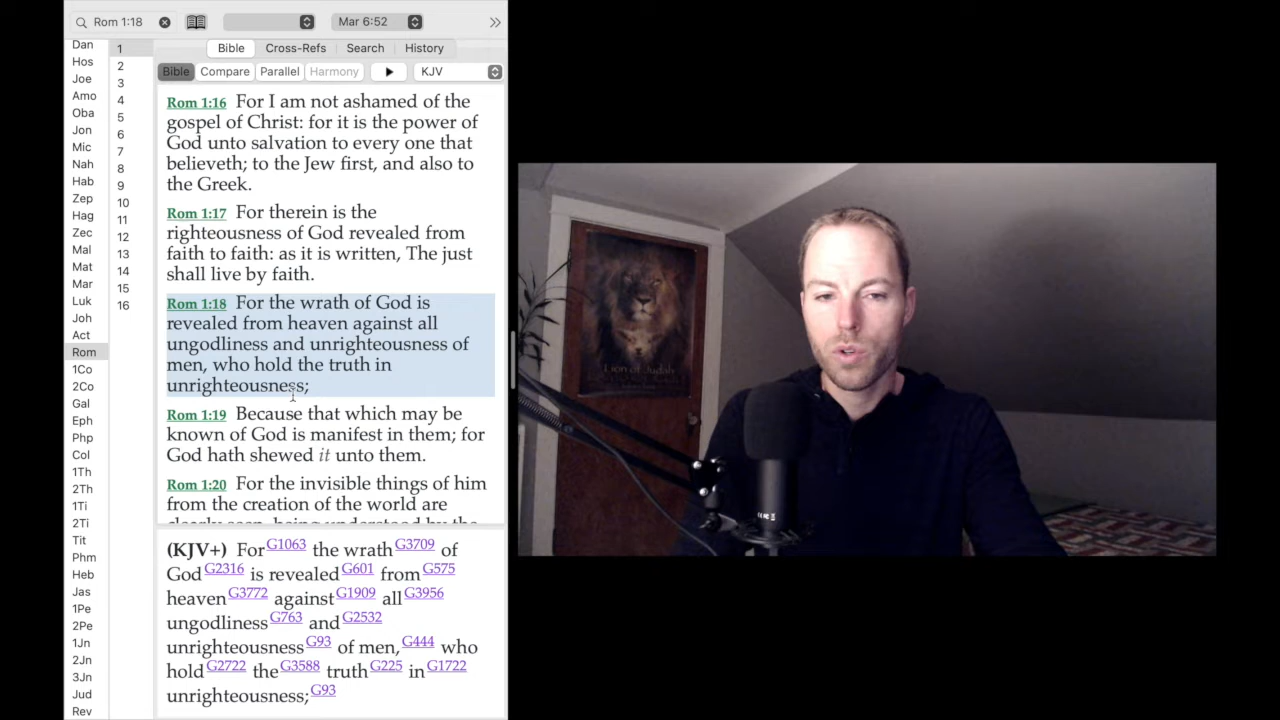 Rom 1:18
Mar 6:52
Dan
Hos
Joe
Amo
Oba
Jon
Mic
Nah
Hab
Zep
Hag
Zec
Mal
Mat
Mar
Luk
Joh
Act
Rom
1Co
2Co
Gal
Eph
Php
Col
1Th
2Th
1Ti
2Ti
Tit
Phm
Heb
Jas
1Pe
2Pe
1Jn
2Jn
3Jn
Jud
Rev
1
2
3
4
5
6
7
8
9
10
11
12
13
14
15
16
Bible Cross-Refs Search History
Bible Compare Parallel Harmony KJV
Rom 1:16 For I am not ashamed of the
gospel of Christ: for it is the power of
God unto salvation to every one that
believeth; to the Jew first, and also to
the Greek.
Rom 1:17 For therein is the
righteousness of God revealed from
faith to faith: as it is written, The just
shall live by faith.
Rom 1:18 For the wrath of God is
revealed from heaven against all
ungodliness and unrighteousness of
men, who hold the truth in
unrighteousness;
Rom 1:19 Because that which may be
known of God is manifest in them; for
God hath shewed it unto them.
Rom 1:20 For the invisible things of him
from the creation of the world are
clearly seen, being understood by the
(KJV+) For G1063 the wrath G3709 of
God G2316 is revealed G601 from G575
heaven G3772 against G1909 all G3956
ungodliness G763 and G2532
unrighteousness G93 of men, G444 who
hold G2722 the G3588 truth G225 in G1722
unrighteousness; G93
Lion of Judah